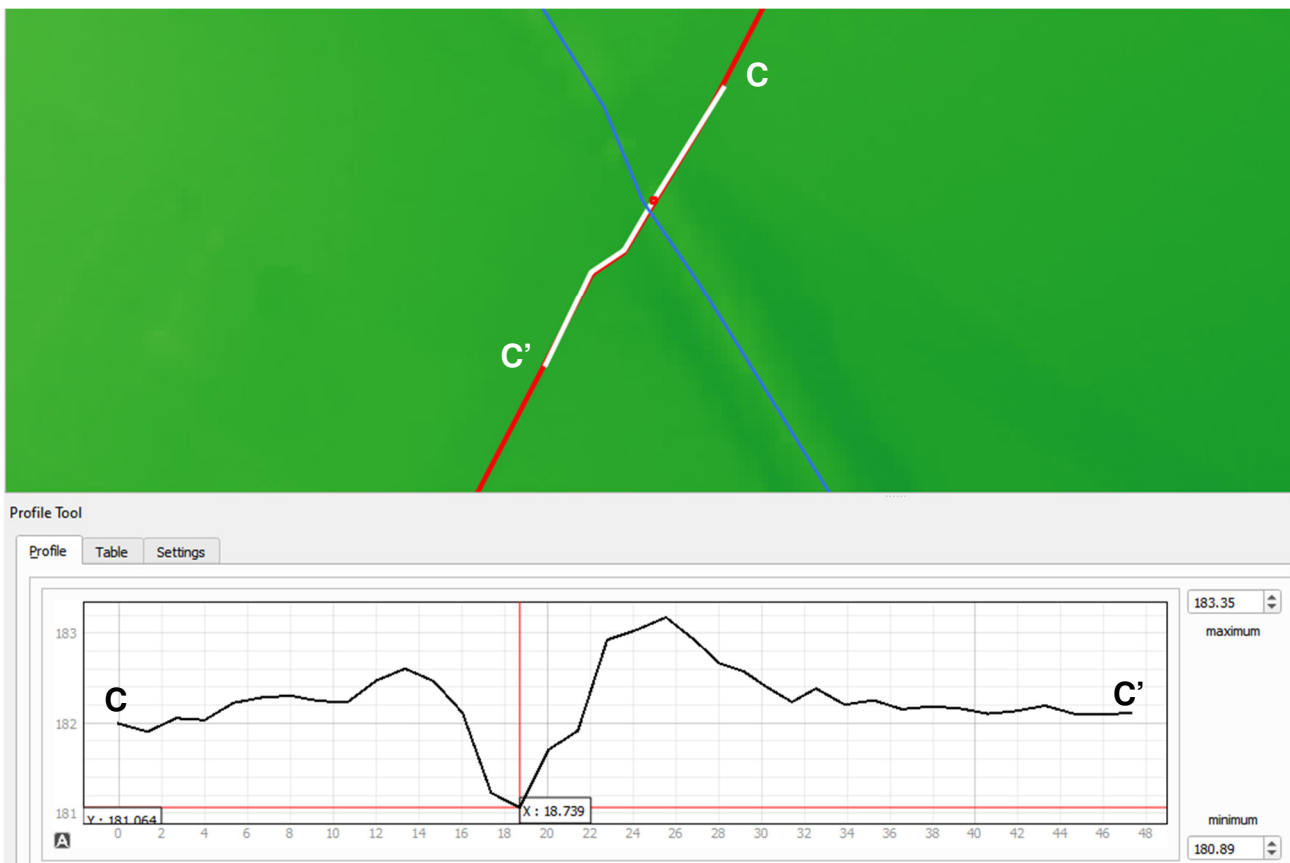 C
C’
Profile Tool
Profile Table Settings
183.35
maximum
183
C
C’
182
181
Y : 181.064
X : 18.739
0 2 4 6 8 10 12 14 16 18 20 22 24 26 28 30 32 34 36 38 40 42 44 46 48
A
minimum
180.89